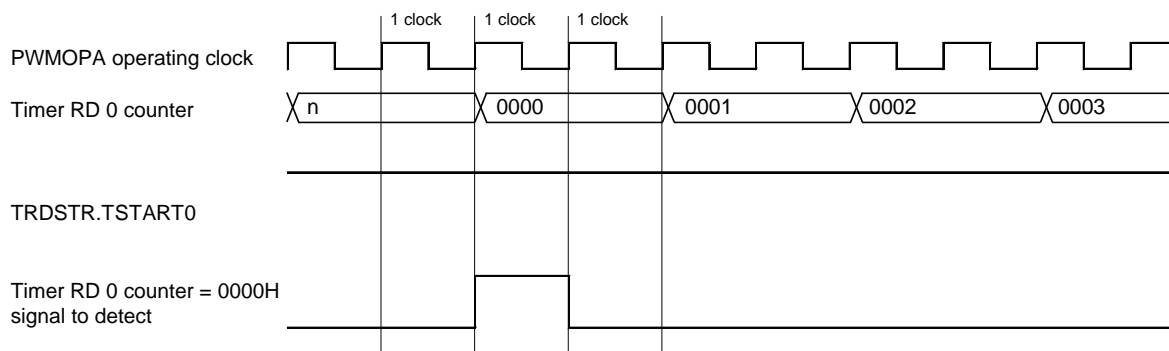 1 clock 1 clock 1 clock
PWMOPA operating clock
Timer RD 0 counter n 0000 0001 0002 0003
TRDSTR.TSTART0
Timer RD 0 counter = 0000H
signal to detect